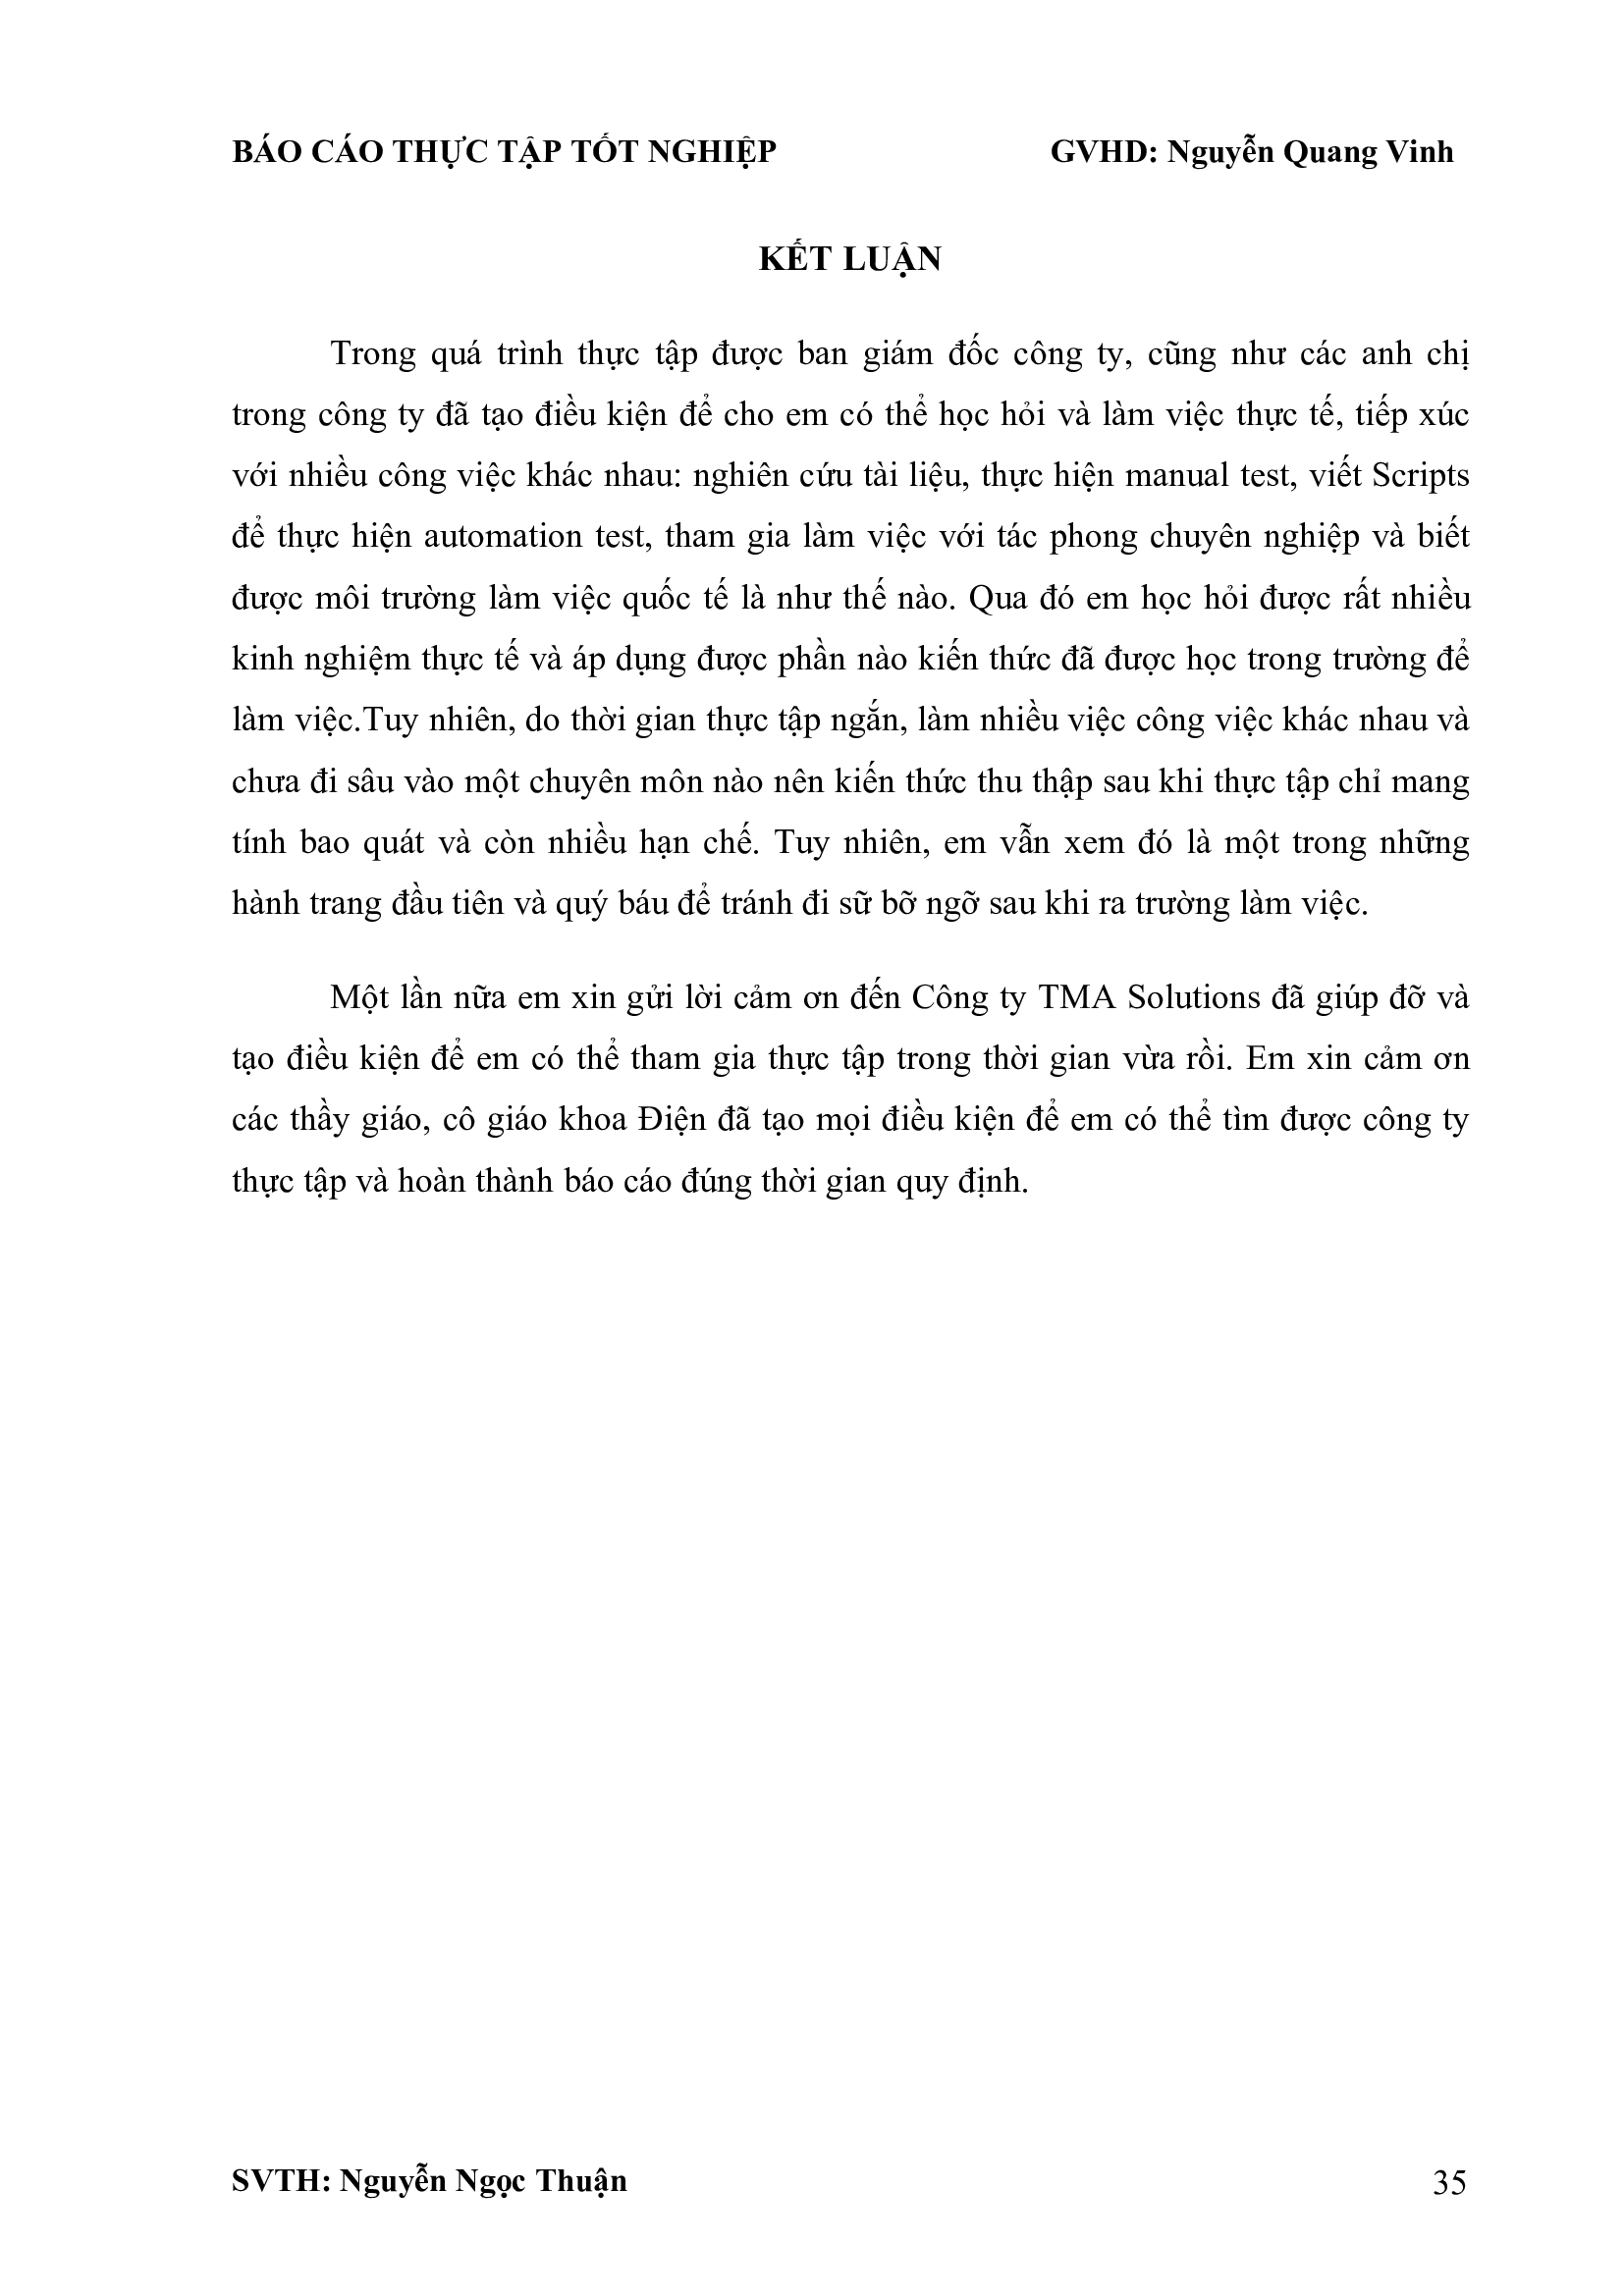 BÁO CÁO THỰC TẬP TỐT NGHIỆP GVHD: Nguyễn Quang Vinh
KẾT LUẬN
Trong quá trình thực tập được ban giám đốc công ty, cũng như các anh chị
trong công ty đã tạo điều kiện để cho em có thể học hỏi và làm việc thực tế, tiếp xúc
với nhiều công việc khác nhau: nghiên cứu tài liệu, thực hiện manual test, viết Scripts
để thực hiện automation test, tham gia làm việc với tác phong chuyên nghiệp và biết
được môi trường làm việc quốc tế là như thế nào. Qua đó em học hỏi được rất nhiều
kinh nghiệm thực tế và áp dụng được phần nào kiến thức đã được học trong trường để
làm việc.Tuy nhiên, do thời gian thực tập ngắn, làm nhiều việc công việc khác nhau và
chưa đi sâu vào một chuyên môn nào nên kiến thức thu thập sau khi thực tập chỉ mang
tính bao quát và còn nhiều hạn chế. Tuy nhiên, em vẫn xem đó là một trong những
hành trang đầu tiên và quý báu để tránh đi sữ bỡ ngỡ sau khi ra trường làm việc.
Một lần nữa em xin gửi lời cảm ơn đến Công ty TMA Solutions đã giúp đỡ và
tạo điều kiện để em có thể tham gia thực tập trong thời gian vừa rồi. Em xin cảm ơn
các thầy giáo, cô giáo khoa Điện đã tạo mọi điều kiện để em có thể tìm được công ty
thực tập và hoàn thành báo cáo đúng thời gian quy định.
SVTH: Nguyễn Ngọc Thuận 35